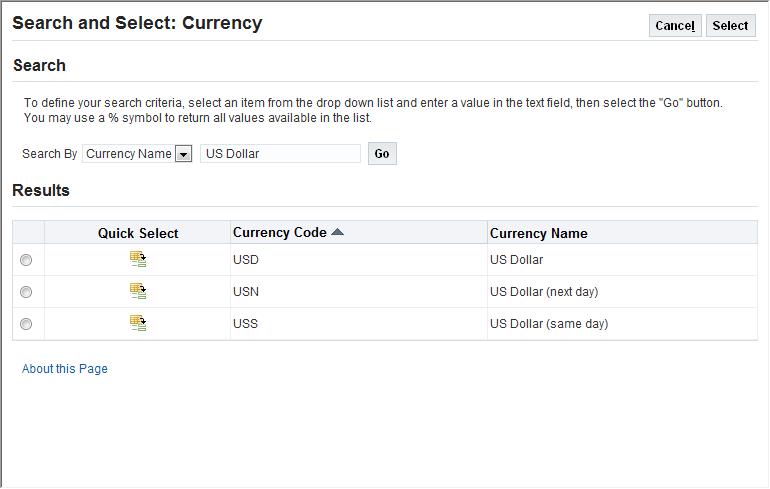 Search and Select: Currency
Cancel Select
Search
To define your search criteria, select an item from the drop down list and enter a value in the text field, then select the "Go" button.
You may use a % symbol to return all values available in the list.
Search By Currency Name US Dollar Go
Results
Quick Select Currency Code Currency Name
USD US Dollar
USN US Dollar (next day)
USS US Dollar (same day)
About this Page